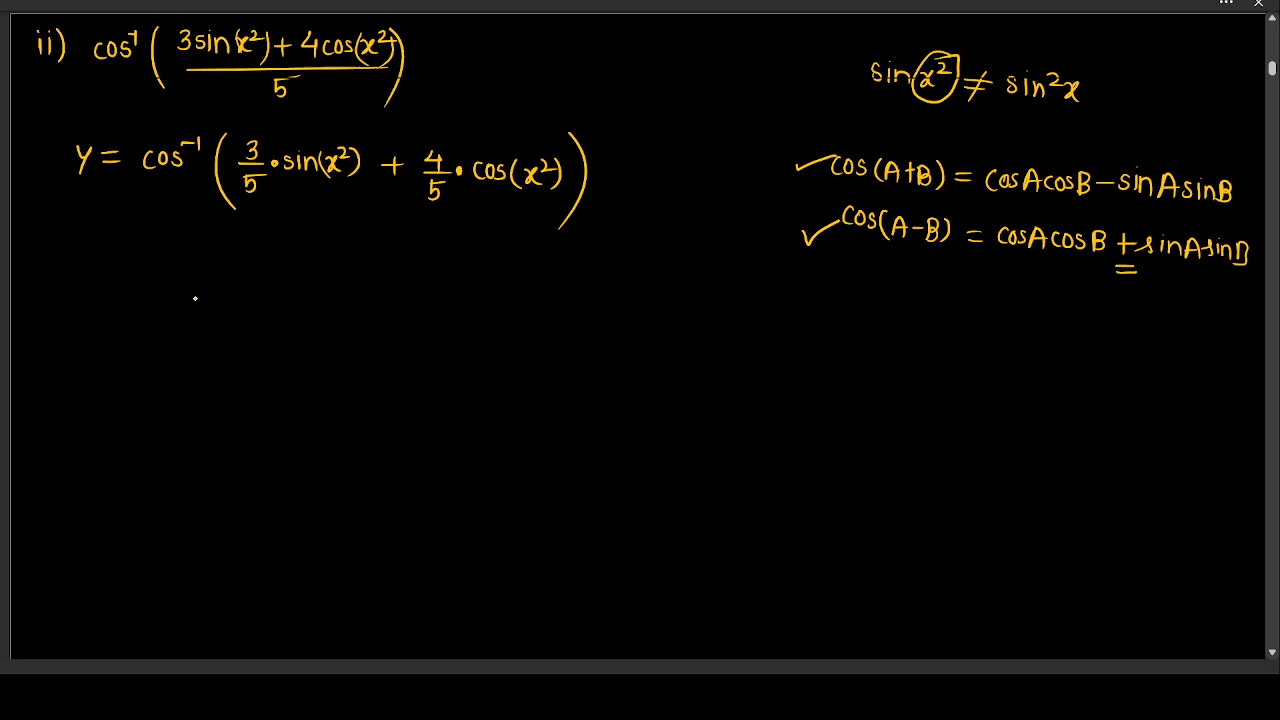 ii) cos⁻¹ ( (3sin(x²) + 4cos(x²)) / 5 )
sin(x²) ≠ sin²x
y = cos⁻¹ ( 3/5 • sin(x²) + 4/5 • cos(x²) )
✓ cos(A+B) = cosAcosB − sinAsinB
✓ cos(A−B) = cosAcosB + sinAsinB